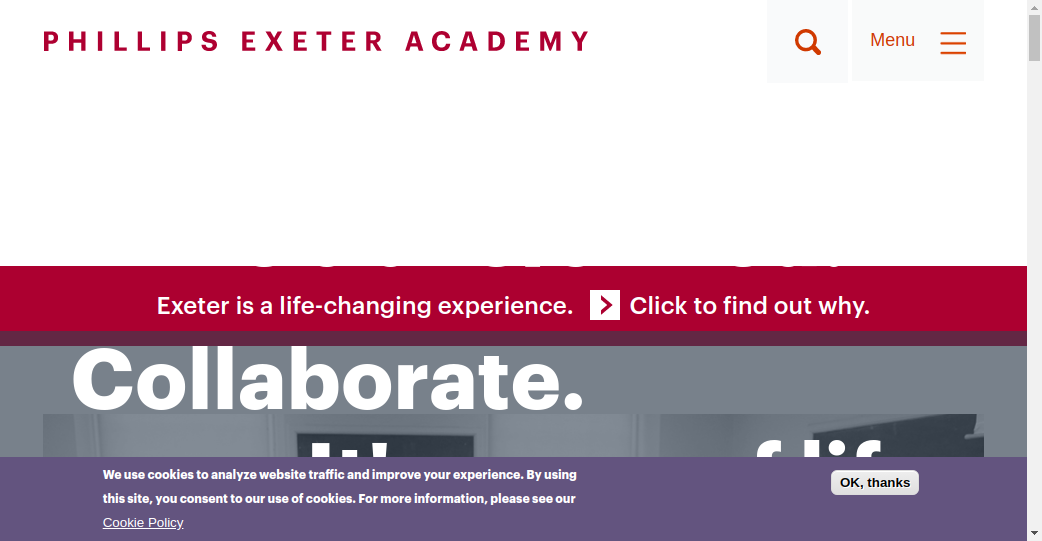 PHILLIPS EXETER ACADEMY
Menu
Exeter is a life-changing experience.
Click to find out why.
Collaborate.
We use cookies to analyze website traffic and improve your experience. By using
this site, you consent to our use of cookies. For more information, please see our
Cookie Policy
OK, thanks